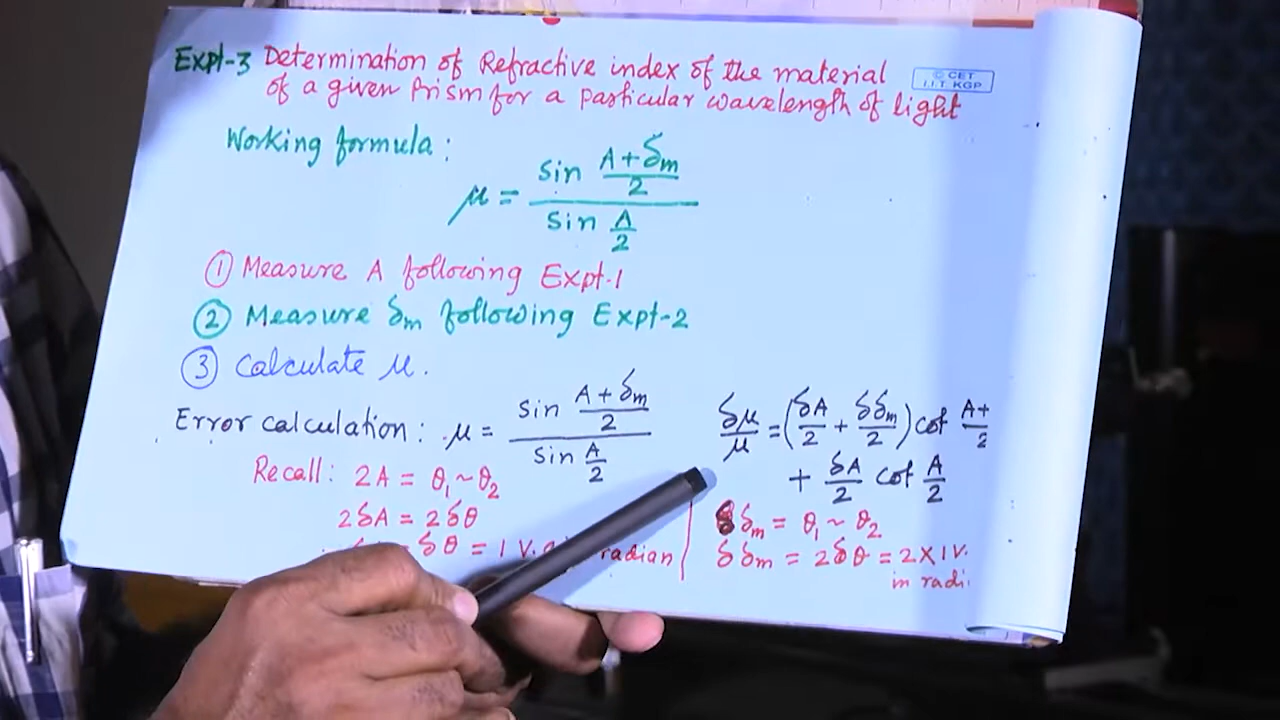 Expt-3 Determination of Refractive index of the material
of a given Prism for a particular wavelength of light
© CET
I.I.T. KGP
Working formula :
μ = sin (A+δm)/2 / sin A/2
① Measure A following Expt-1
② Measure δm following Expt-2
③ Calculate μ.
Error calculation : μ = sin (A+δm)/2 / sin A/2
Recall : 2A = θ₁ ~ θ₂
2δA = 2δθ
δθ = 1 V. radian
δμ/μ = (δA/2 + δδm/2) cot A+/2
+ δA/2 cot A/2
δm = θ₁ ~ θ₂
δδm = 2δθ = 2×1V.
in radi